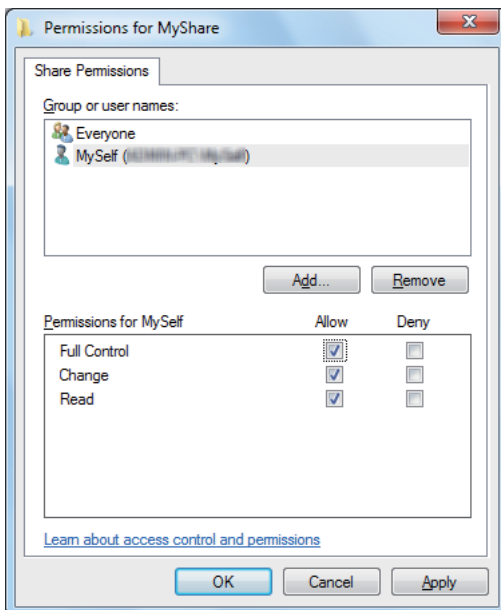 Permissions for MyShare
Share Permissions
Group or user names:
Everyone
MySelf (
Add... Remove
Permissions for MySelf Allow Deny
Full Control
Change
Read
Learn about access control and permissions
OK Cancel Apply